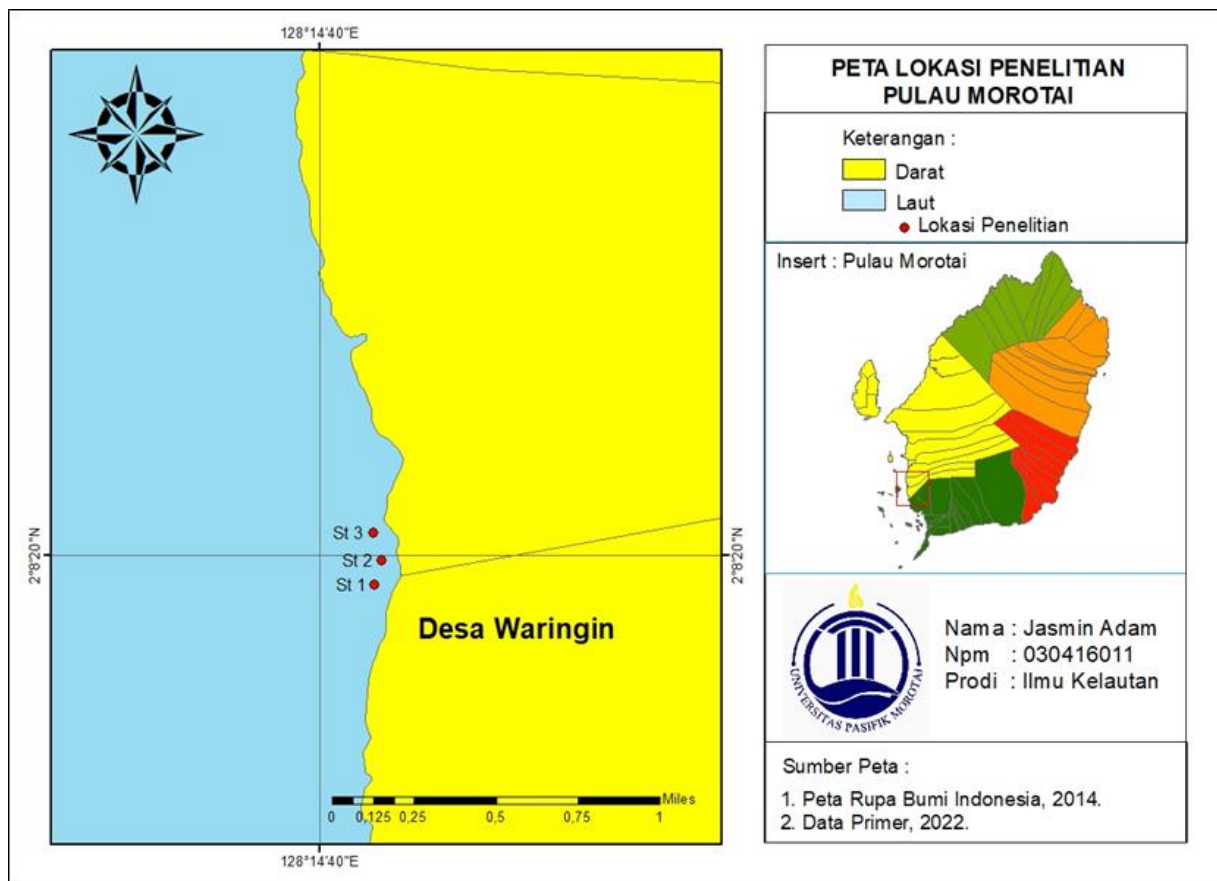 128°14'40"E
2°8'20"N
St 3
St 2
St 1
Desa Waringin
2°8'20"N
0 0,125 0,25 0,5 0,75 1 Miles
128°14'40"E
PETA LOKASI PENELITIAN
PULAU MOROTAI
Keterangan :
Darat
Laut
Lokasi Penelitian
Insert : Pulau Morotai
UNIVERSITAS PASIFIK MOROTAI
Nama : Jasmin Adam
Npm : 030416011
Prodi : Ilmu Kelautan
Sumber Peta :
1. Peta Rupa Bumi Indonesia, 2014.
2. Data Primer, 2022.